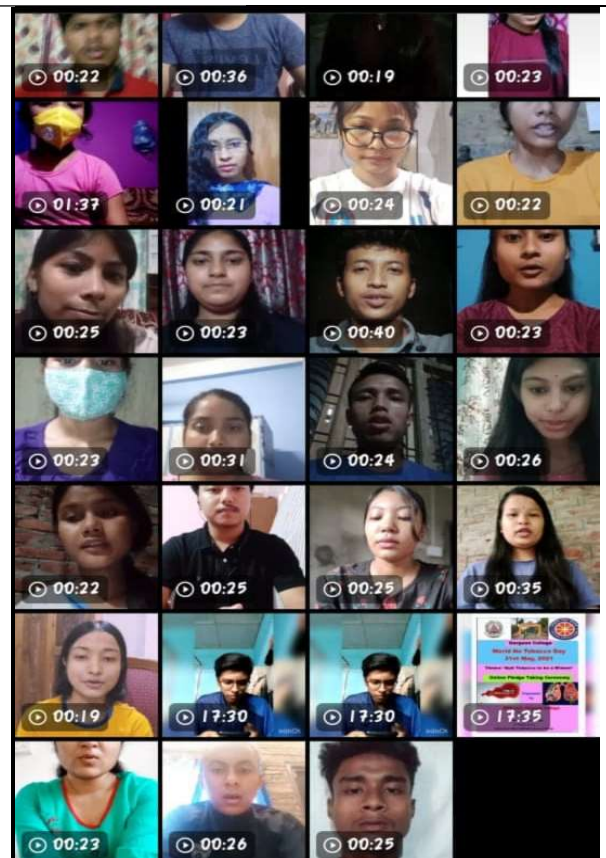 00:22 00:36 00:19 00:23
01:37 00:21 00:24 00:22
00:25 00:23 00:40 00:23
00:23 00:31 00:24 00:26
00:22 00:25 00:25 00:35
College
World No Tobacco Day
31st May, 2021
Online Pledge Taking Ceremony
00:19 17:30 17:30 17:35
00:23 00:26 00:25